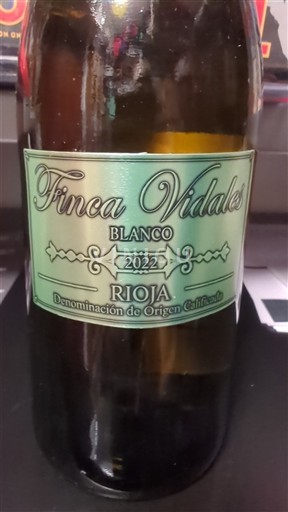 Finca Vidales
BLANCO
2022
RIOJA
Denominación de Origen Calificada